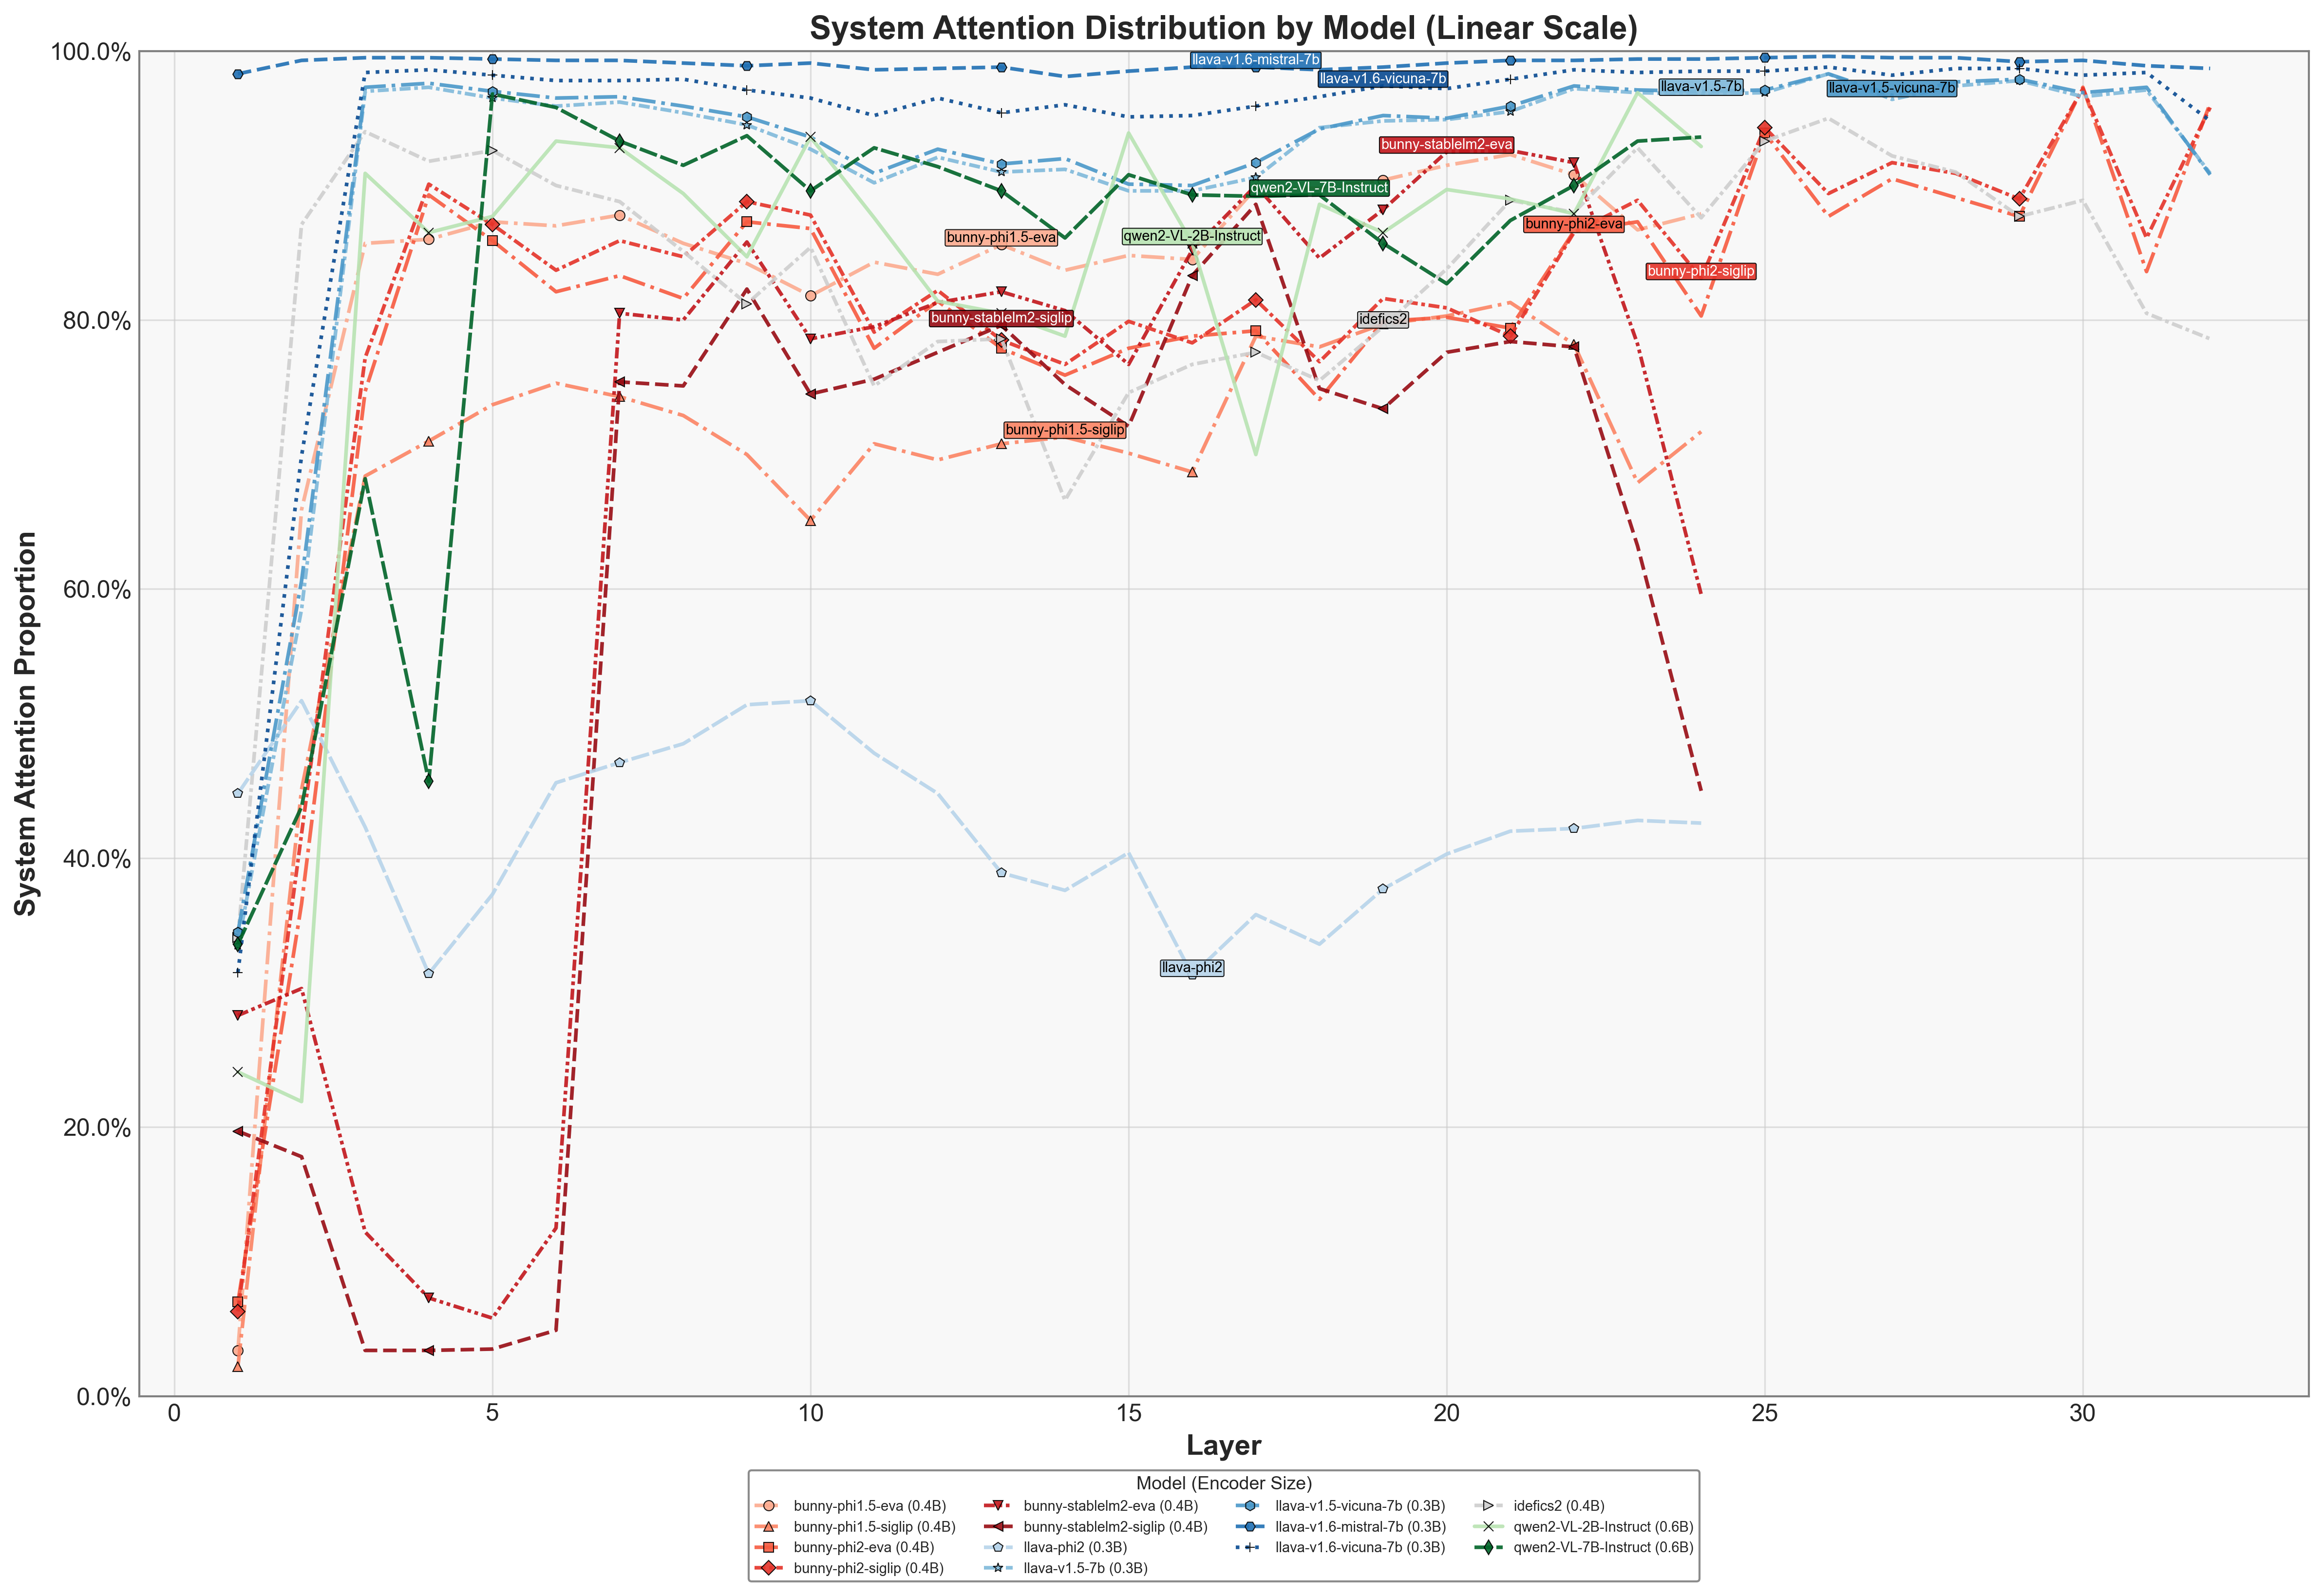 System Attention Distribution by Model (Linear Scale)
100.0%
80.0%
60.0%
40.0%
20.0%
0.0%
System Attention Proportion
llava-v1.6-mistral-7b
llava-v1.6-vicuna-7b
llava-v1.5-7b
llava-v1.5-vicuna-7b
bunny-stablelm2-eva
qwen2-VL-7B-Instruct
bunny-phi2-eva
bunny-phi1.5-eva
qwen2-VL-2B-Instruct
bunny-phi2-siglip
bunny-stablelm2-siglip
idefics2
bunny-phi1.5-siglip
llava-phi2
0 5 10 15 20 25 30
Layer
Model (Encoder Size)
bunny-phi1.5-eva (0.4B)
bunny-phi1.5-siglip (0.4B)
bunny-phi2-eva (0.4B)
bunny-phi2-siglip (0.4B)
bunny-stablelm2-eva (0.4B)
bunny-stablelm2-siglip (0.4B)
llava-phi2 (0.3B)
llava-v1.5-7b (0.3B)
llava-v1.5-vicuna-7b (0.3B)
llava-v1.6-mistral-7b (0.3B)
llava-v1.6-vicuna-7b (0.3B)
idefics2 (0.4B)
qwen2-VL-2B-Instruct (0.6B)
qwen2-VL-7B-Instruct (0.6B)